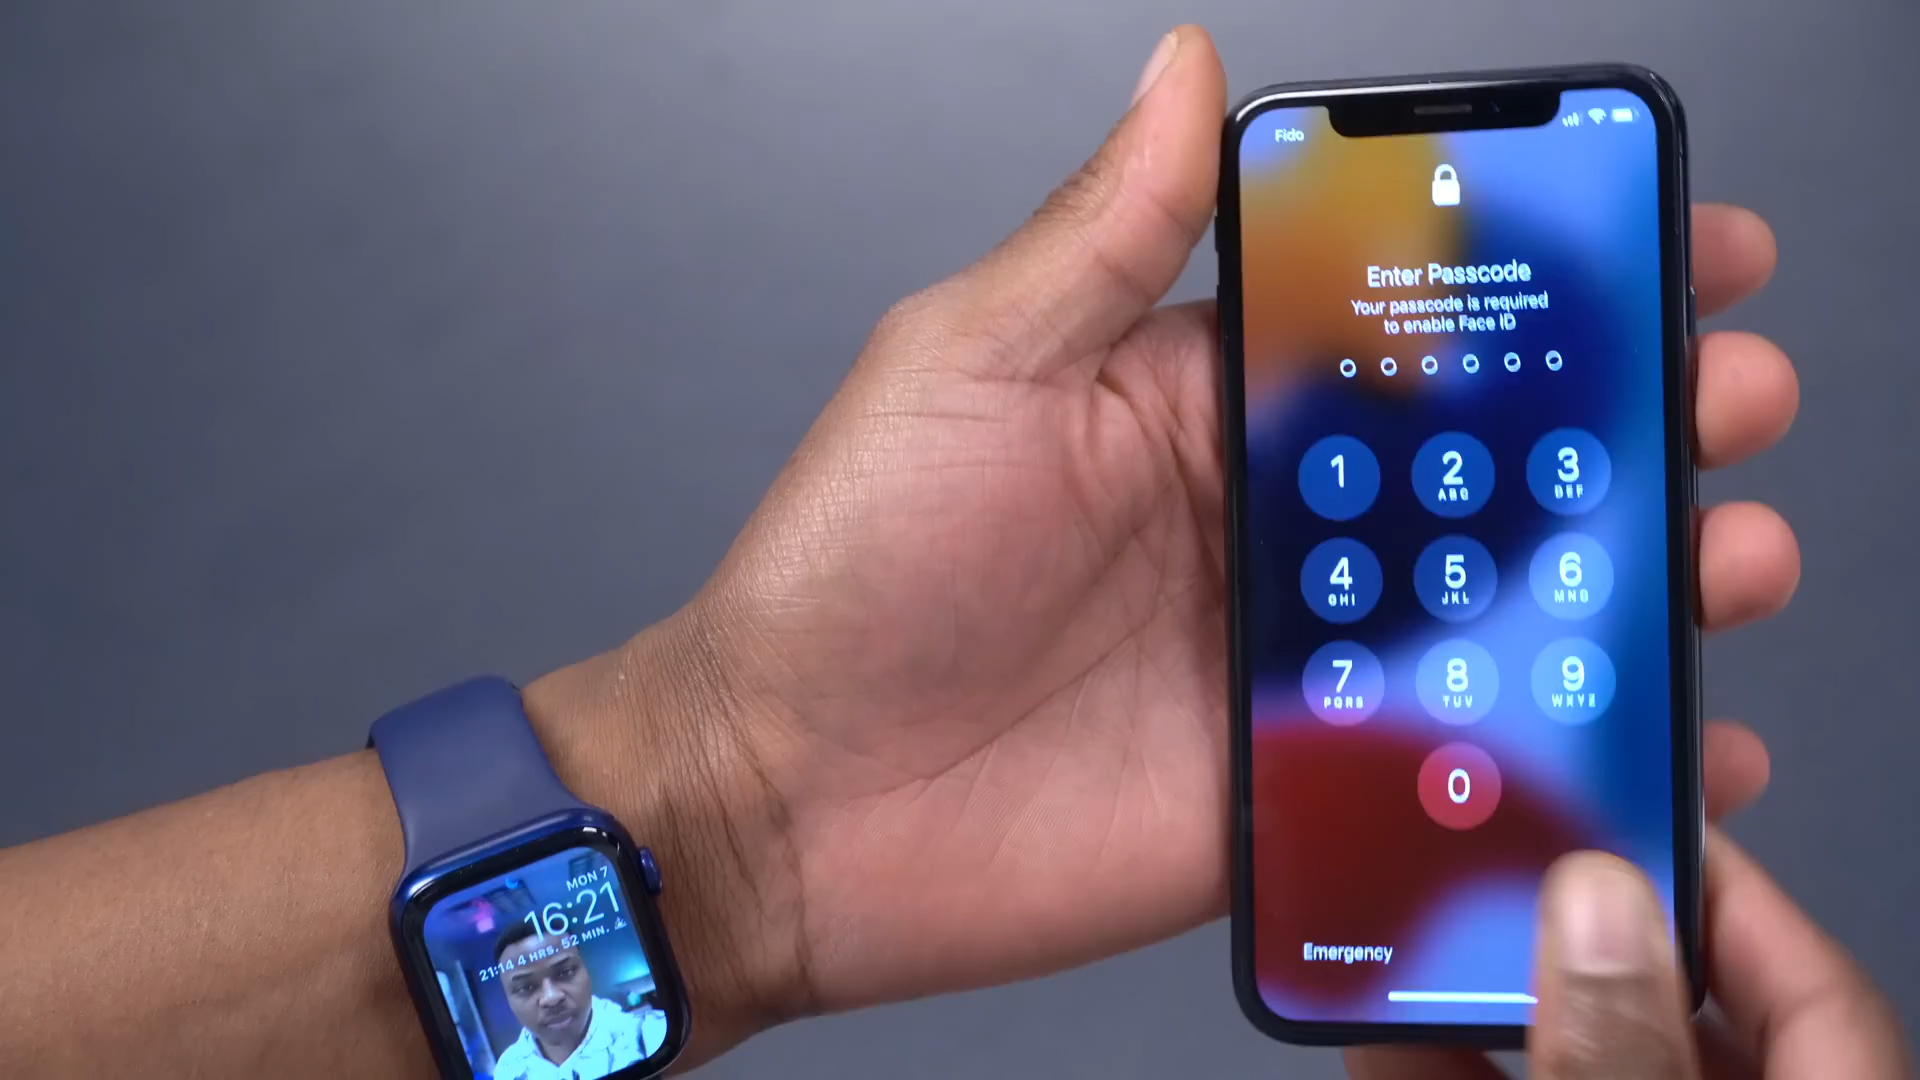 Fido
Enter Passcode
Your passcode is required
to enable Face ID
1
2
ABC
3
DEF
4
GHI
5
JKL
6
MNO
7
PQRS
8
TUV
9
WXYZ
0
Emergency
MON 7
16:21
21:14 4 HRS. 52 MIN.